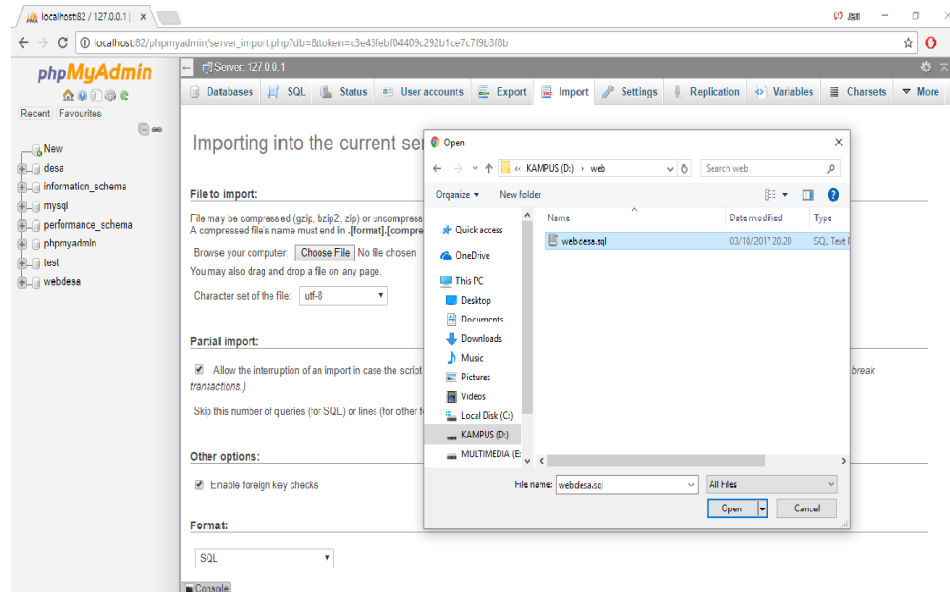 localhost:82 / 127.0.0.1 |
localhost:82/phpmyadmin/server_import.php?db=&token=c3e43febf04409c292b1ce7c7f9b3f8b
phpMyAdmin
Recent Favourites
New
desa
information_schema
mysql
performance_schema
phpmyadmin
test
webdesa
Server: 127.0.0.1
Databases SQL Status User accounts Export Import Settings Replication Variables Charsets More
Importing into the current ser
File to import:
File may be compressed (gzip, bzip2, zip) or uncompress
A compressed file's name must end in .[format].[compre
Browse your computer: Choose File No file chosen
You may also drag and drop a file on any page.
Character set of the file: utf-8
Partial import:
Allow the interruption of an import in case the script break
transactions.)
Skip this number of queries (for SQL) or lines (for other f
Other options:
Enable foreign key checks
Format:
SQL
Console
Open
« KAMPUS (D:) › web
Search web
Organize New folder
Quick access
OneDrive
This PC
Desktop
Documents
Downloads
Music
Pictures
Videos
Local Disk (C:)
KAMPUS (D:)
MULTIMEDIA (E:
Name Date modified Type
webdesa.sql 03/10/2017 20.20 SQL Text
File name: webdesa.sql All Files
Open Cancel